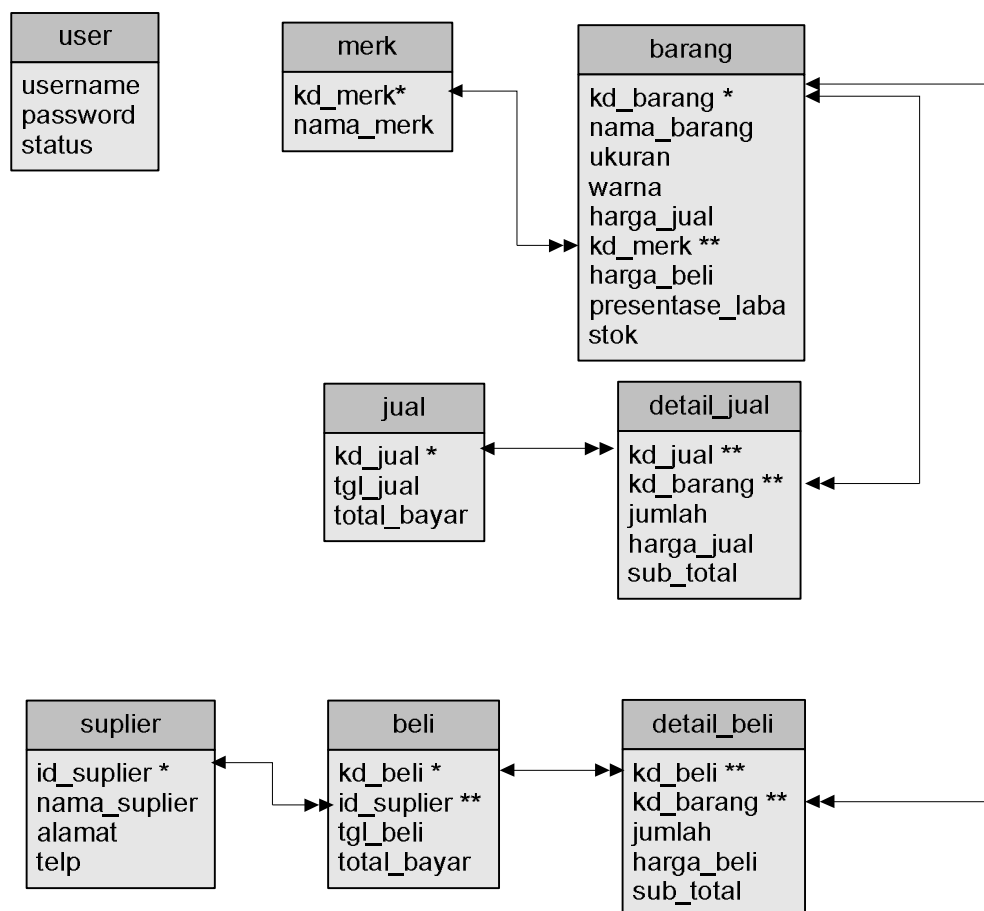 user
username
password
status
merk
kd_merk*
nama_merk
barang
kd_barang *
nama_barang
ukuran
warna
harga_jual
kd_merk **
harga_beli
presentase_laba
stok
jual
kd_jual *
tgl_jual
total_bayar
detail_jual
kd_jual **
kd_barang **
jumlah
harga_jual
sub_total
suplier
id_suplier *
nama_suplier
alamat
telp
beli
kd_beli *
id_suplier **
tgl_beli
total_bayar
detail_beli
kd_beli **
kd_barang **
jumlah
harga_beli
sub_total